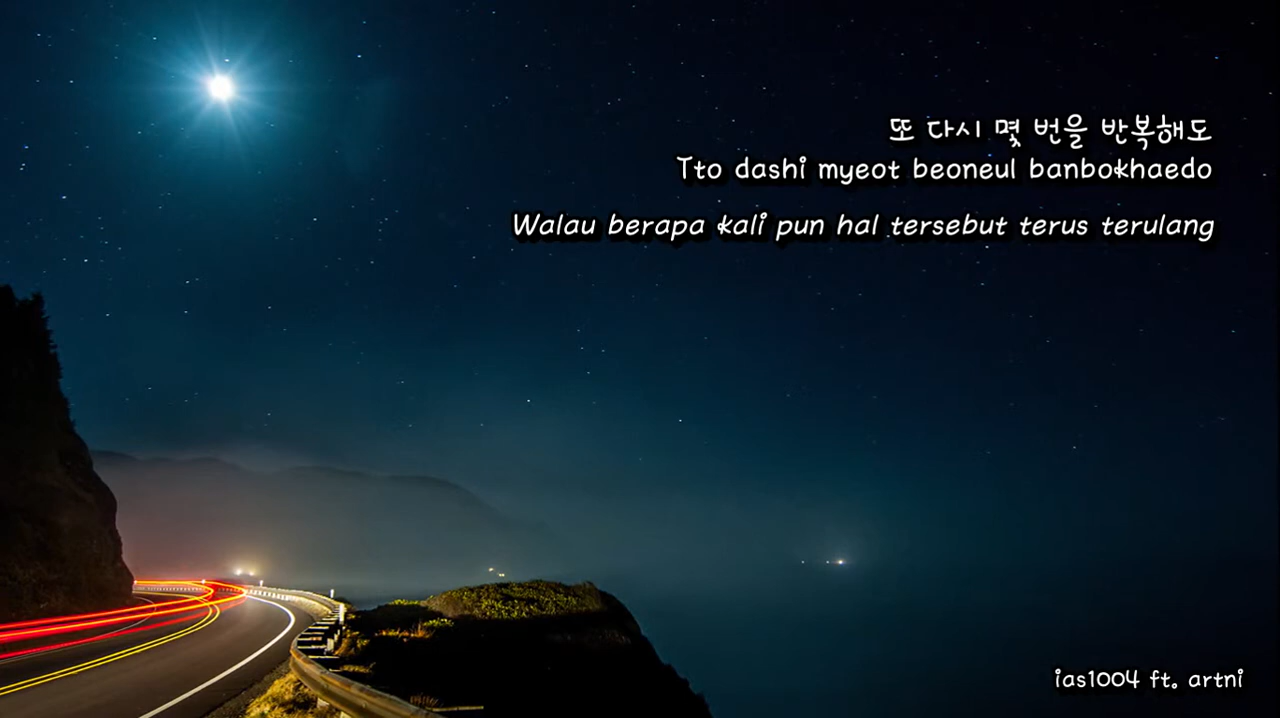 또 다시 몇 번을 반복해도
Tto dashi myeot beoneul banbokhaedo
Walau berapa kali pun hal tersebut terus terulang
ias1004 ft. artni